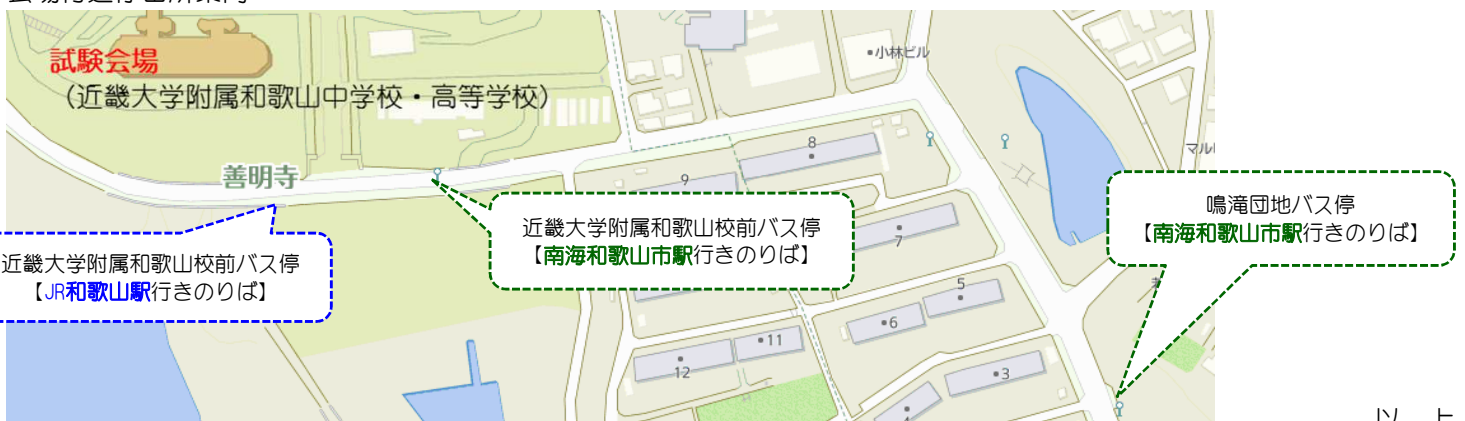 試験会場
（近畿大学附属和歌山中学校・高等学校）
•小林ビル
善明寺
8
9
マル
鳴滝団地バス停
【南海和歌山市駅行きのりば】
近畿大学附属和歌山校前バス停
【南海和歌山市駅行きのりば】
7
近畿大学附属和歌山校前バス停
【JR和歌山駅行きのりば】
5
•6
•11
12
•3
以　上